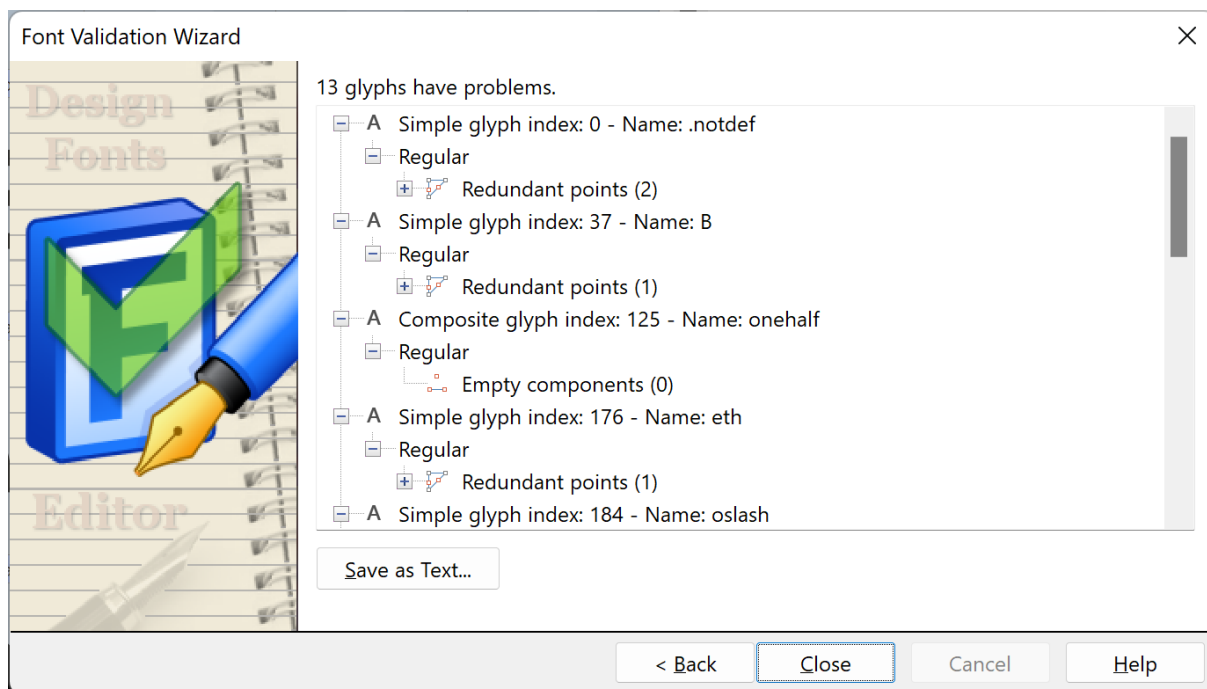 Font Validation Wizard
Design
Fonts
Editor
13 glyphs have problems.
A Simple glyph index: 0 - Name: .notdef
Regular
Redundant points (2)
A Simple glyph index: 37 - Name: B
Regular
Redundant points (1)
A Composite glyph index: 125 - Name: onehalf
Regular
Empty components (0)
A Simple glyph index: 176 - Name: eth
Regular
Redundant points (1)
A Simple glyph index: 184 - Name: oslash
Save as Text...
< Back Close Cancel Help